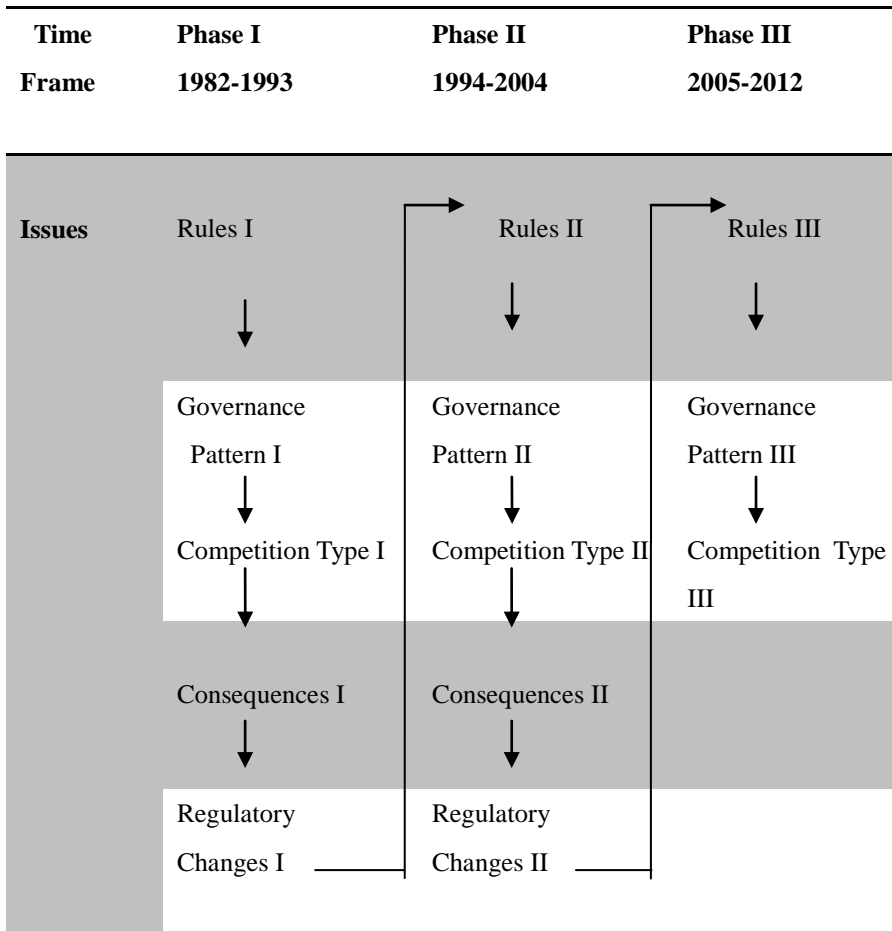 Time Phase I Phase II Phase III
Frame 1982-1993 1994-2004 2005-2012
Issues Rules I Rules II Rules III
Governance Governance Governance
Pattern I Pattern II Pattern III
Competition Type I Competition Type II Competition Type
III
Consequences I Consequences II
Regulatory Regulatory
Changes I Changes II